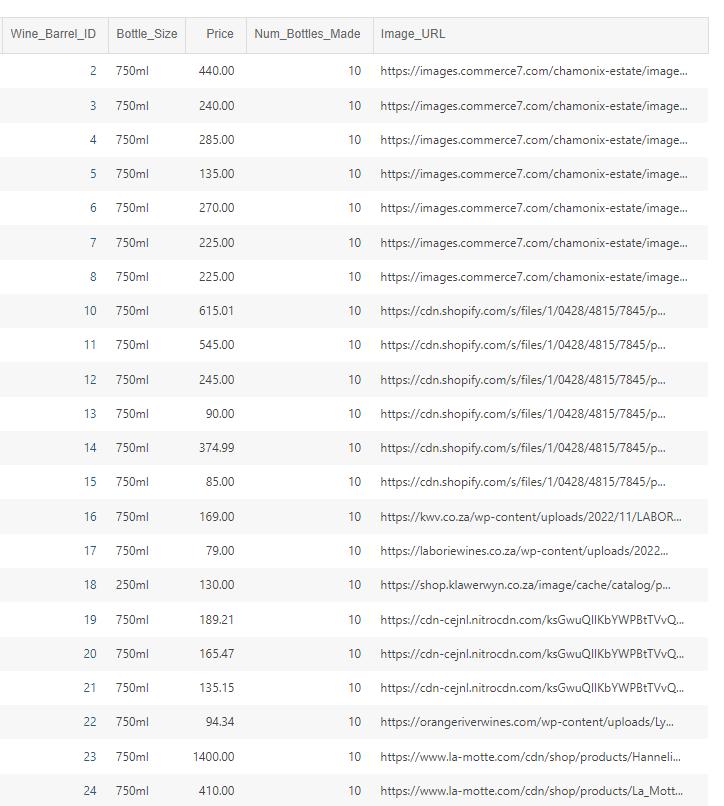 Wine_Barrel_ID Bottle_Size Price Num_Bottles_Made Image_URL
2 750ml 440.00 10 https://images.commerce7.com/chamonix-estate/image...
3 750ml 240.00 10 https://images.commerce7.com/chamonix-estate/image...
4 750ml 285.00 10 https://images.commerce7.com/chamonix-estate/image...
5 750ml 135.00 10 https://images.commerce7.com/chamonix-estate/image...
6 750ml 270.00 10 https://images.commerce7.com/chamonix-estate/image...
7 750ml 225.00 10 https://images.commerce7.com/chamonix-estate/image...
8 750ml 225.00 10 https://images.commerce7.com/chamonix-estate/image...
10 750ml 615.01 10 https://cdn.shopify.com/s/files/1/0428/4815/7845/p...
11 750ml 545.00 10 https://cdn.shopify.com/s/files/1/0428/4815/7845/p...
12 750ml 245.00 10 https://cdn.shopify.com/s/files/1/0428/4815/7845/p...
13 750ml 90.00 10 https://cdn.shopify.com/s/files/1/0428/4815/7845/p...
14 750ml 374.99 10 https://cdn.shopify.com/s/files/1/0428/4815/7845/p...
15 750ml 85.00 10 https://cdn.shopify.com/s/files/1/0428/4815/7845/p...
16 750ml 169.00 10 https://kwv.co.za/wp-content/uploads/2022/11/LABOR...
17 750ml 79.00 10 https://laboriewines.co.za/wp-content/uploads/2022...
18 250ml 130.00 10 https://shop.klawerwyn.co.za/image/cache/catalog/p...
19 750ml 189.21 10 https://cdn-cejnl.nitrocdn.com/ksGwuQIlKbYWPBtTVvQ...
20 750ml 165.47 10 https://cdn-cejnl.nitrocdn.com/ksGwuQIlKbYWPBtTVvQ...
21 750ml 135.15 10 https://cdn-cejnl.nitrocdn.com/ksGwuQIlKbYWPBtTVvQ...
22 750ml 94.34 10 https://orangeriverwines.com/wp-content/uploads/Ly...
23 750ml 1400.00 10 https://www.la-motte.com/cdn/shop/products/Hanneli...
24 750ml 410.00 10 https://www.la-motte.com/cdn/shop/products/La_Mott...